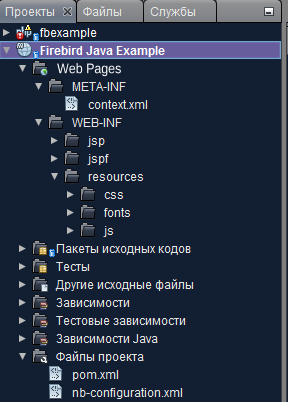 Проекты Файлы Службы
fbexample
Firebird Java Example
Web Pages
META-INF
context.xml
WEB-INF
jsp
jspf
resources
css
fonts
js
Пакеты исходных кодов
Тесты
Другие исходные файлы
Зависимости
Тестовые зависимости
Зависимости Java
Файлы проекта
pom.xml
nb-configuration.xml